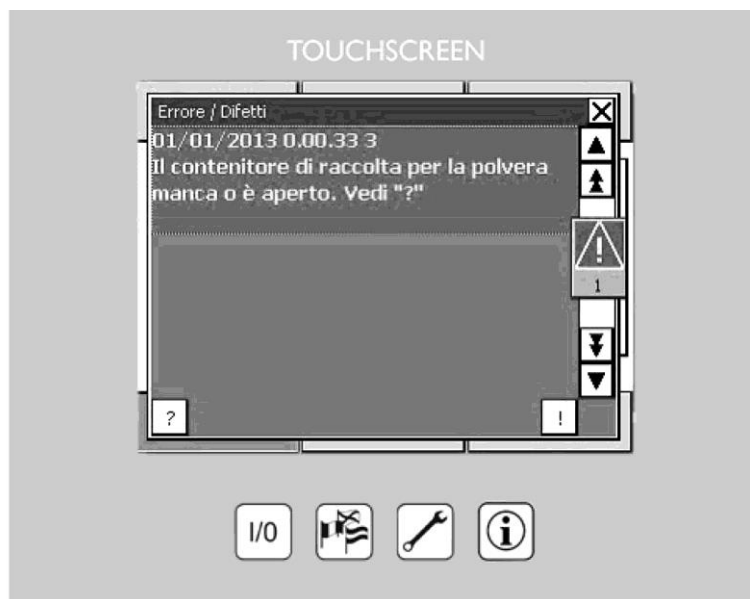 TOUCHSCREEN
Errore / Difetti
01/01/2013 0.00.33 3
Il contenitore di raccolta per la polvera
manca o è aperto. Vedi "?"
1
?
!
I/0